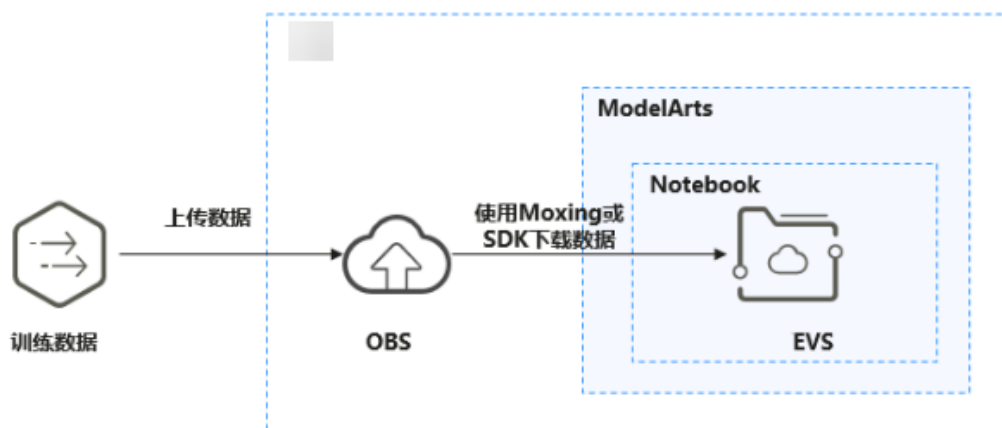 ModelArts
Notebook
上传数据
使用Moxing或
SDK下载数据
训练数据
OBS
EVS